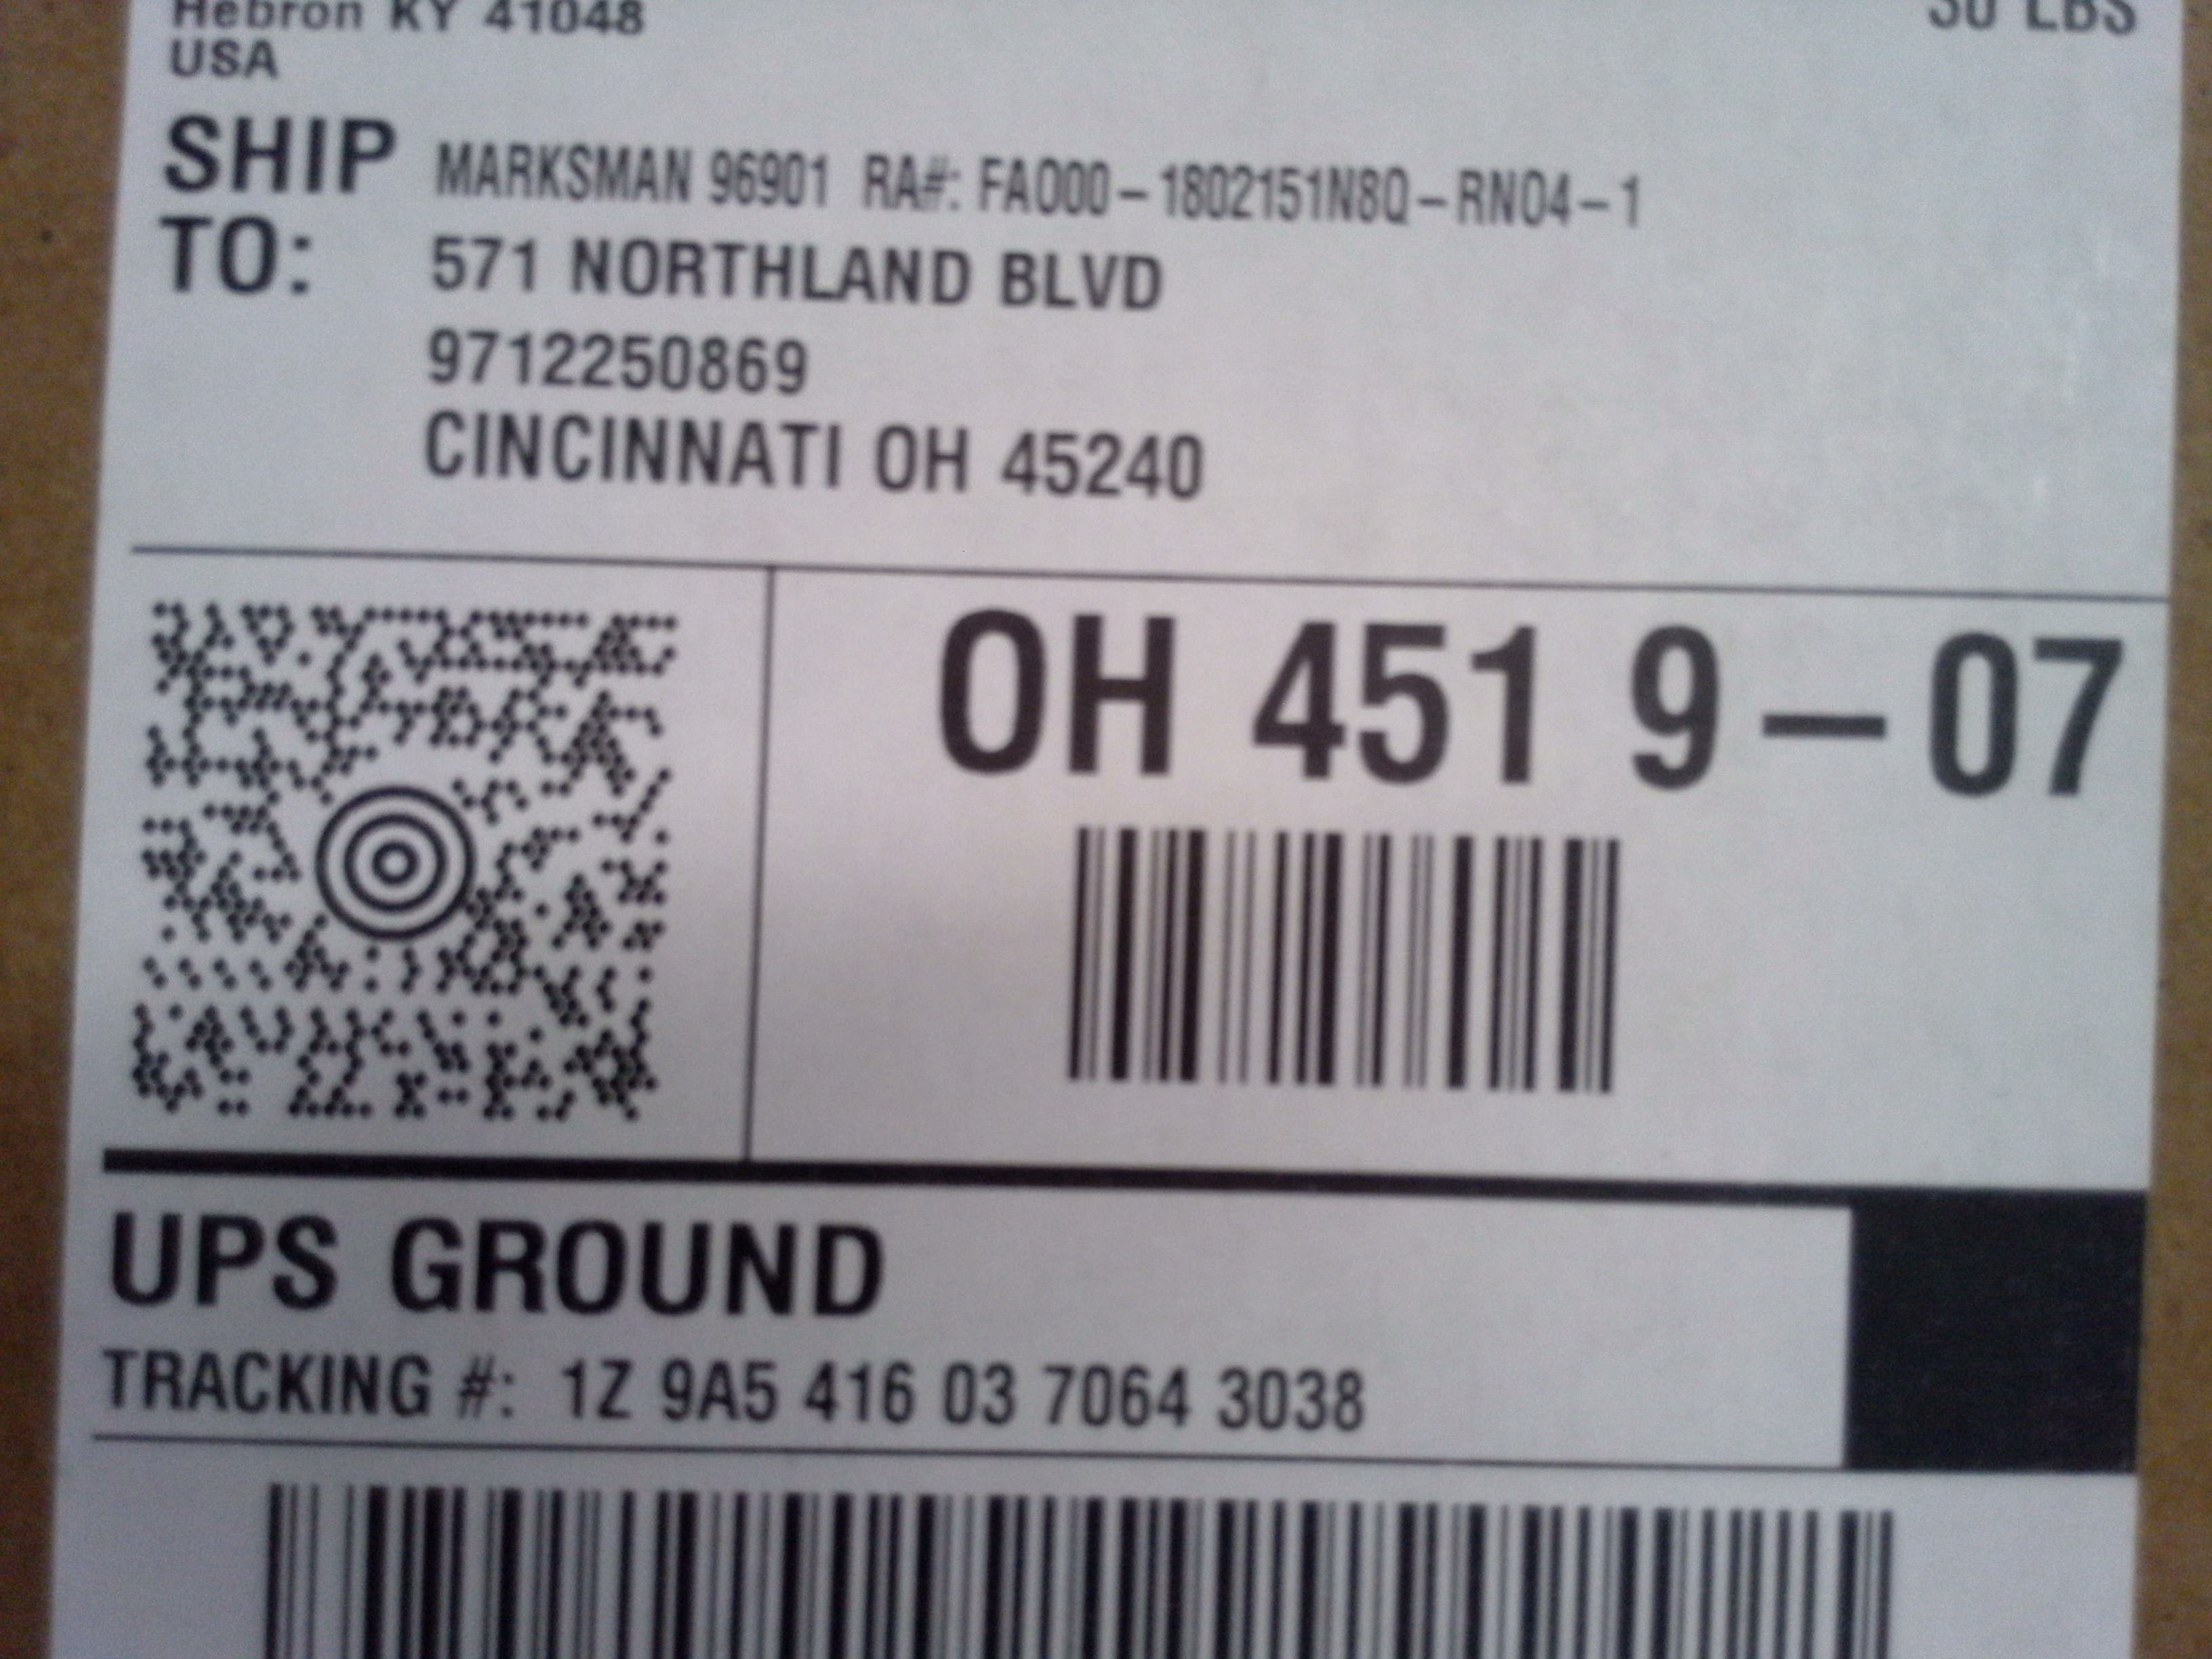 Hebron KY 41048
30 LBS
USA
SHIP TO:
MARKSMAN 96901 RA#: FA000-1802151N8Q-RN04-1
571 NORTHLAND BLVD
9712250869
CINCINNATI OH 45240
OH 451 9-07
UPS GROUND
TRACKING #: 1Z 9A5 416 03 7064 3038